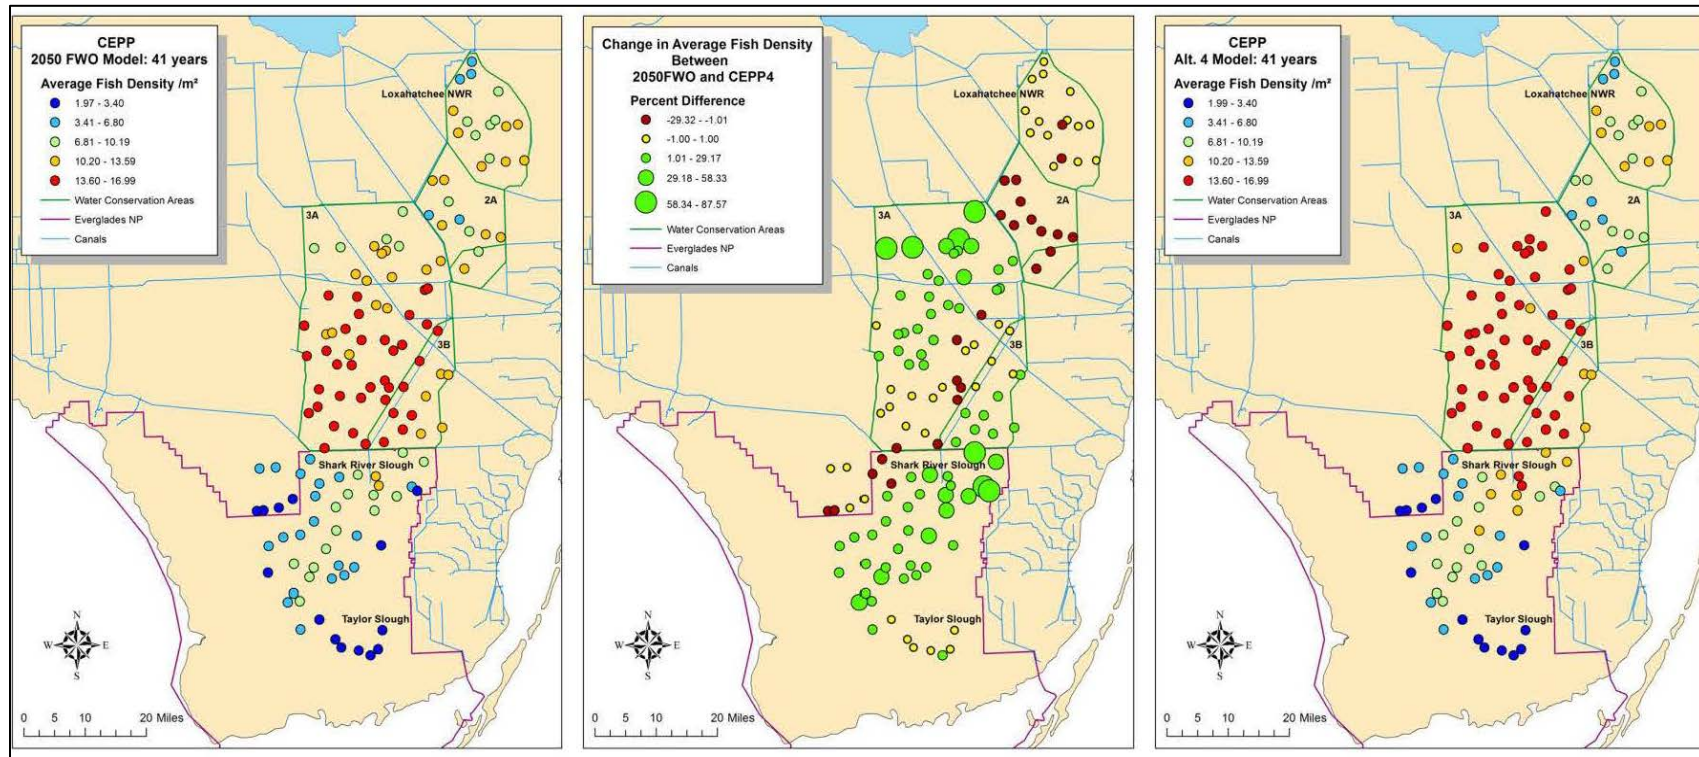 CEPP
2050 FWO Model: 41 years
Average Fish Density /m²
1.97 - 3.40
3.41 - 6.80
6.81 - 10.19
10.20 - 13.59
13.60 - 16.99
Water Conservation Areas
Everglades NP
Canals
Loxahatchee NWR
2A
3A
3B
Shark River Slough
Taylor Slough
N
W
E
S
0 5 10 20 Miles
Change in Average Fish Density
Between
2050FWO and CEPP4
Percent Difference
-29.32 - -1.01
-1.00 - 1.00
1.01 - 29.17
29.18 - 58.33
58.34 - 87.57
Water Conservation Areas
Everglades NP
Canals
Loxahatchee NWR
2A
3A
3B
Shark River Slough
Taylor Slough
N
W
E
S
0 5 10 20 Miles
CEPP
Alt. 4 Model: 41 years
Average Fish Density /m²
1.99 - 3.40
3.41 - 6.80
6.81 - 10.19
10.20 - 13.59
13.60 - 16.99
Water Conservation Areas
Everglades NP
Canals
Loxahatchee NWR
2A
3A
3B
Shark River Slough
Taylor Slough
N
W
E
S
0 5 10 20 Miles